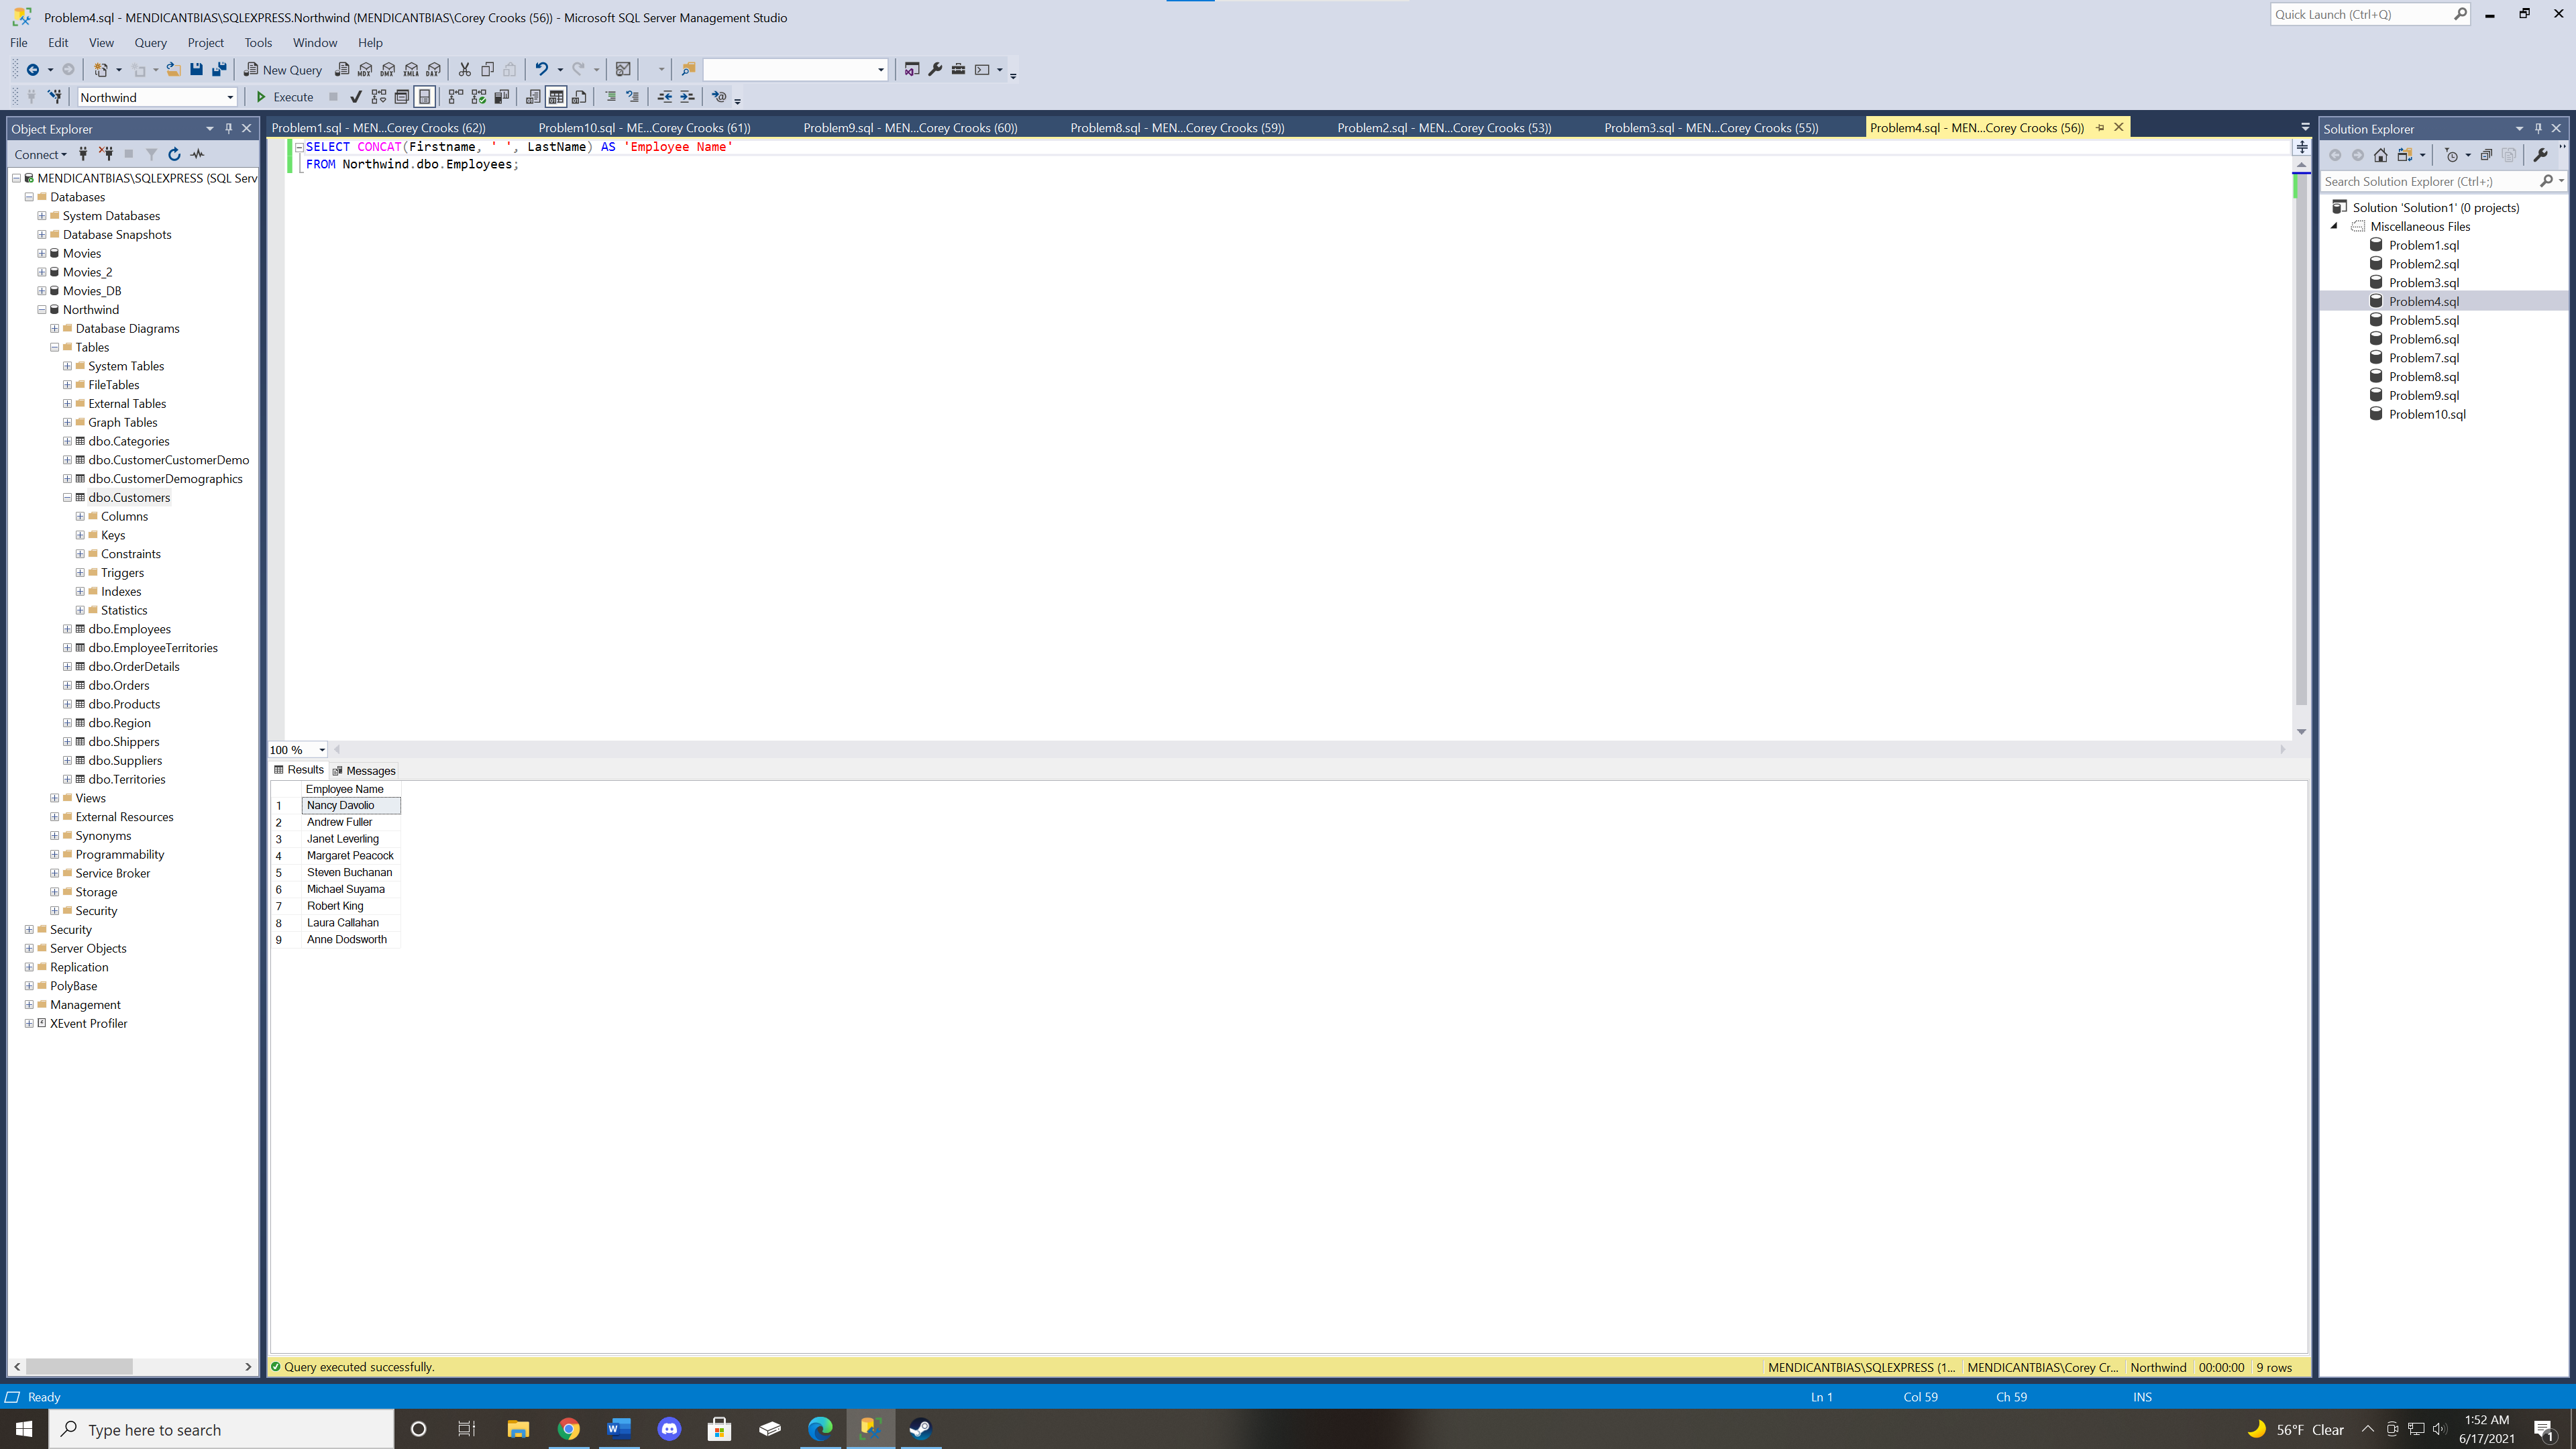 Problem4.sql - MENDICANTBIAS\SQLEXPRESS.Northwind (MENDICANTBIAS\Corey Crooks (56)) - Microsoft SQL Server Management Studio
Quick Launch (Ctrl+Q)
File Edit View Query Project Tools Window Help
New Query MDX DMX XMLA DAX
Northwind Execute
Object Explorer
Connect
MENDICANTBIAS\SQLEXPRESS (SQL Serv
Databases
System Databases
Database Snapshots
Movies
Movies_2
Movies_DB
Northwind
Database Diagrams
Tables
System Tables
FileTables
External Tables
Graph Tables
dbo.Categories
dbo.CustomerCustomerDemo
dbo.CustomerDemographics
dbo.Customers
Columns
Keys
Constraints
Triggers
Indexes
Statistics
dbo.Employees
dbo.EmployeeTerritories
dbo.OrderDetails
dbo.Orders
dbo.Products
dbo.Region
dbo.Shippers
dbo.Suppliers
dbo.Territories
Views
External Resources
Synonyms
Programmability
Service Broker
Storage
Security
Security
Server Objects
Replication
PolyBase
Management
XEvent Profiler
Problem1.sql - MEN...Corey Crooks (62)) Problem10.sql - ME...Corey Crooks (61)) Problem9.sql - MEN...Corey Crooks (60)) Problem8.sql - MEN...Corey Crooks (59)) Problem2.sql - MEN...Corey Crooks (53)) Problem3.sql - MEN...Corey Crooks (55)) Problem4.sql - MEN...Corey Crooks (56))
SELECT CONCAT(Firstname, ' ', LastName) AS 'Employee Name'
FROM Northwind.dbo.Employees;
100 %
Results Messages
Employee Name
1 Nancy Davolio
2 Andrew Fuller
3 Janet Leverling
4 Margaret Peacock
5 Steven Buchanan
6 Michael Suyama
7 Robert King
8 Laura Callahan
9 Anne Dodsworth
Query executed successfully. MENDICANTBIAS\SQLEXPRESS (1... MENDICANTBIAS\Corey Cr... Northwind 00:00:00 9 rows
Solution Explorer
Search Solution Explorer (Ctrl+;)
Solution 'Solution1' (0 projects)
Miscellaneous Files
Problem1.sql
Problem2.sql
Problem3.sql
Problem4.sql
Problem5.sql
Problem6.sql
Problem7.sql
Problem8.sql
Problem9.sql
Problem10.sql
Ready Ln 1 Col 59 Ch 59 INS
Type here to search
56°F Clear
1:52 AM
6/17/2021
1